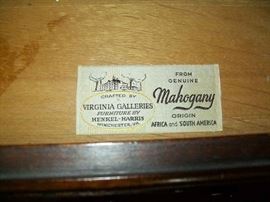 CRAFTED BY
VIRGINIA GALLERIES
FURNITURE BY
HENKEL-HARRIS
WINCHESTER, VA.
FROM
GENUINE
Mahogany
ORIGIN
AFRICA and SOUTH AMERICA